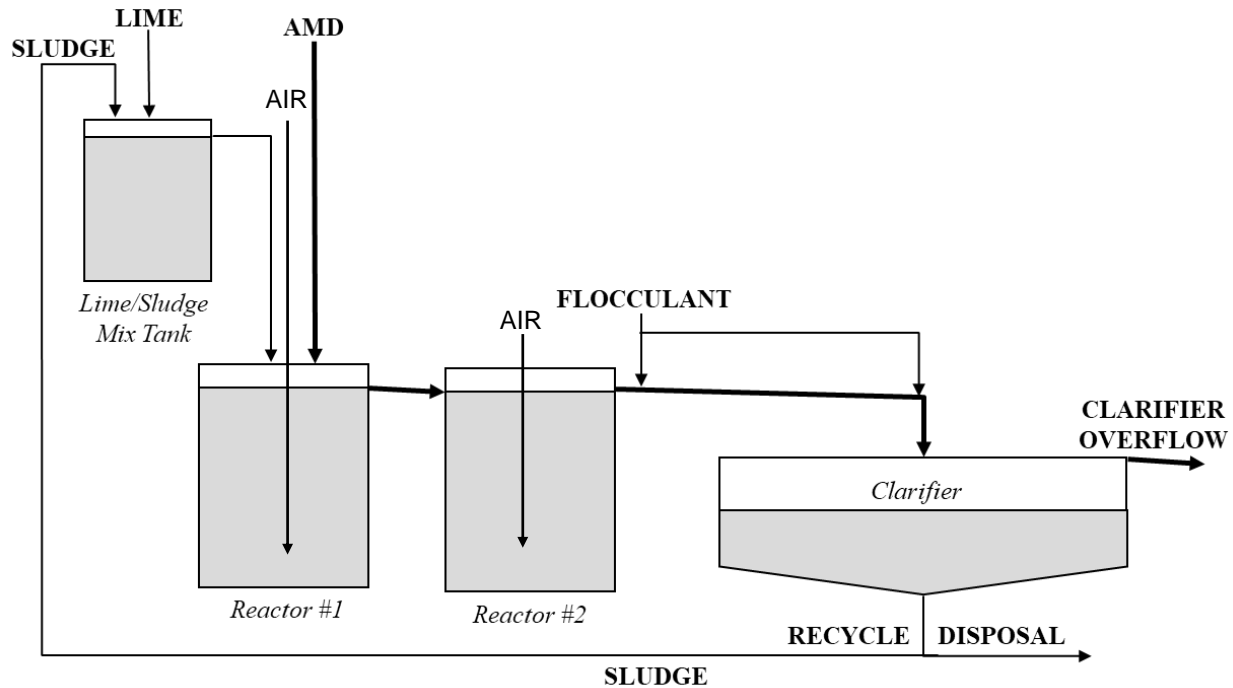 LIME
SLUDGE
AMD
AIR
Lime/Sludge
Mix Tank
FLOCCULANT
AIR
CLARIFIER
OVERFLOW
Clarifier
Reactor #1
Reactor #2
RECYCLE
DISPOSAL
SLUDGE